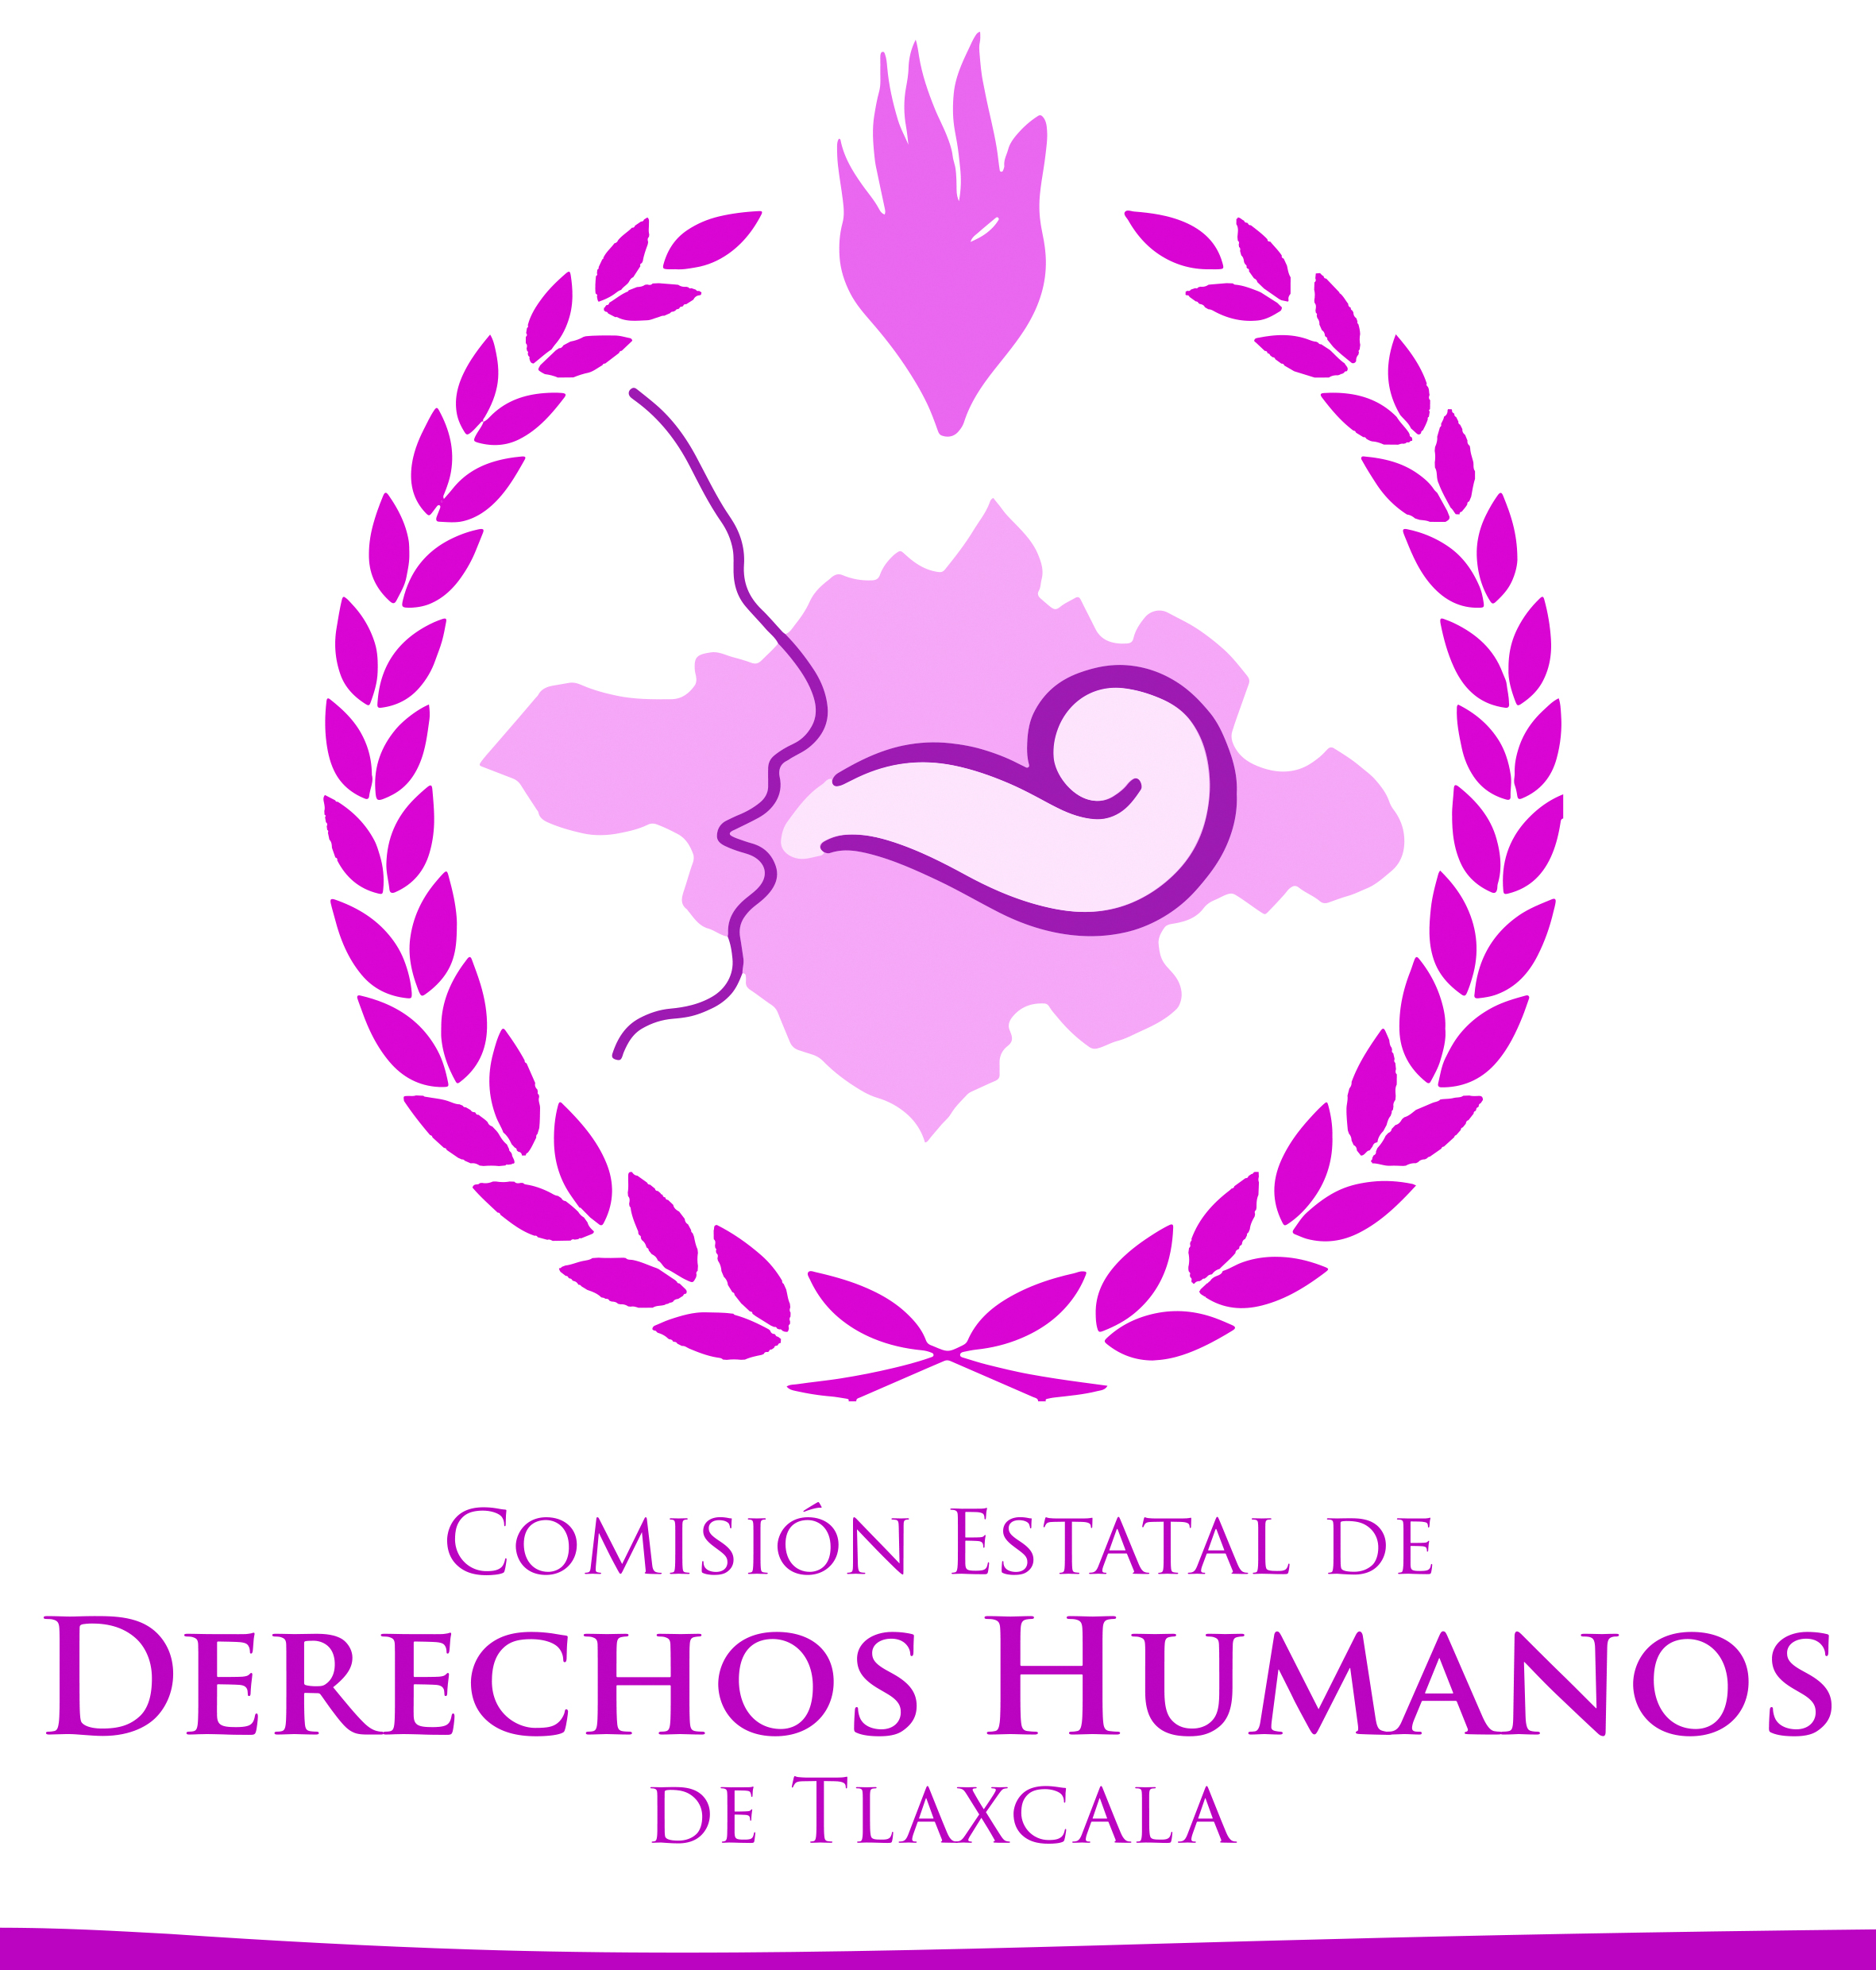 Comisión Estatal de
Derechos Humanos
de Tlaxcala